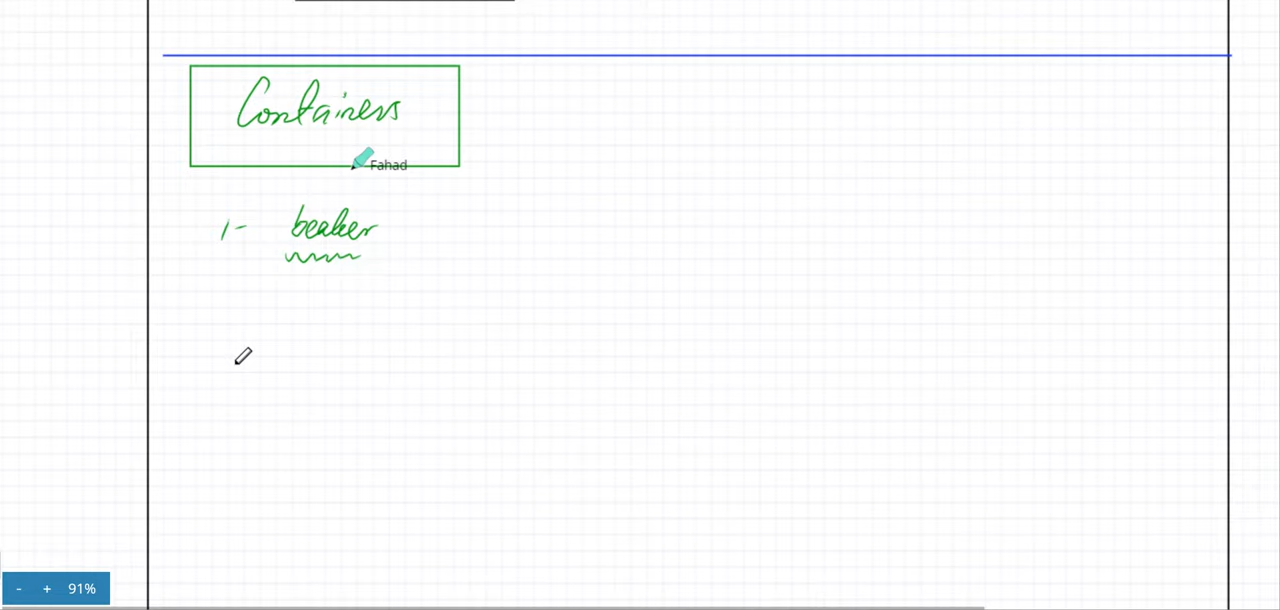 Containers
Fahad
1- beaker
- + 91%